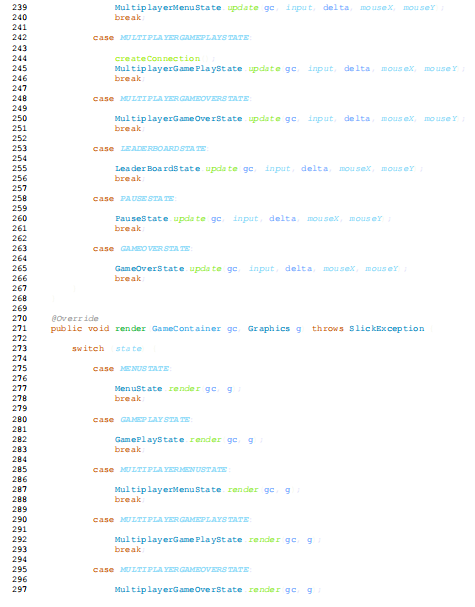 239 MultiplayerMenuState.update gc, input, delta, mouseX, mouseY ;
240 break;
241
242 case MULTIPLAYERGAMEPLAYSTATE:
243
244 createConnection ;
245 MultiplayerGamePlayState.update gc, input, delta, mouseX, mouseY ;
246 break;
247
248 case MULTIPLAYERGAMEOVERSTATE:
249
250 MultiplayerGameOverState.update gc, input, delta, mouseX, mouseY ;
251 break;
252
253 case LEADERBOARDSTATE:
254
255 LeaderBoardState.update gc, input, delta, mouseX, mouseY ;
256 break;
257
258 case PAUSESTATE:
259
260 PauseState.update gc, input, delta, mouseX, mouseY ;
261 break;
262
263 case GAMEOVERSTATE:
264
265 GameOverState.update gc, input, delta, mouseX, mouseY ;
266 break;
267
268
269
270 @Override
271 public void render GameContainer gc, Graphics g throws SlickException
272
273 switch state
274
275 case MENUSTATE:
276
277 MenuState.render gc, g ;
278 break;
279
280 case GAMEPLAYSTATE:
281
282 GamePlayState.render gc, g ;
283 break;
284
285 case MULTIPLAYERMENUSTATE:
286
287 MultiplayerMenuState.render gc, g ;
288 break;
289
290 case MULTIPLAYERGAMEPLAYSTATE:
291
292 MultiplayerGamePlayState.render gc, g ;
293 break;
294
295 case MULTIPLAYERGAMEOVERSTATE:
296
297 MultiplayerGameOverState.render gc, g ;